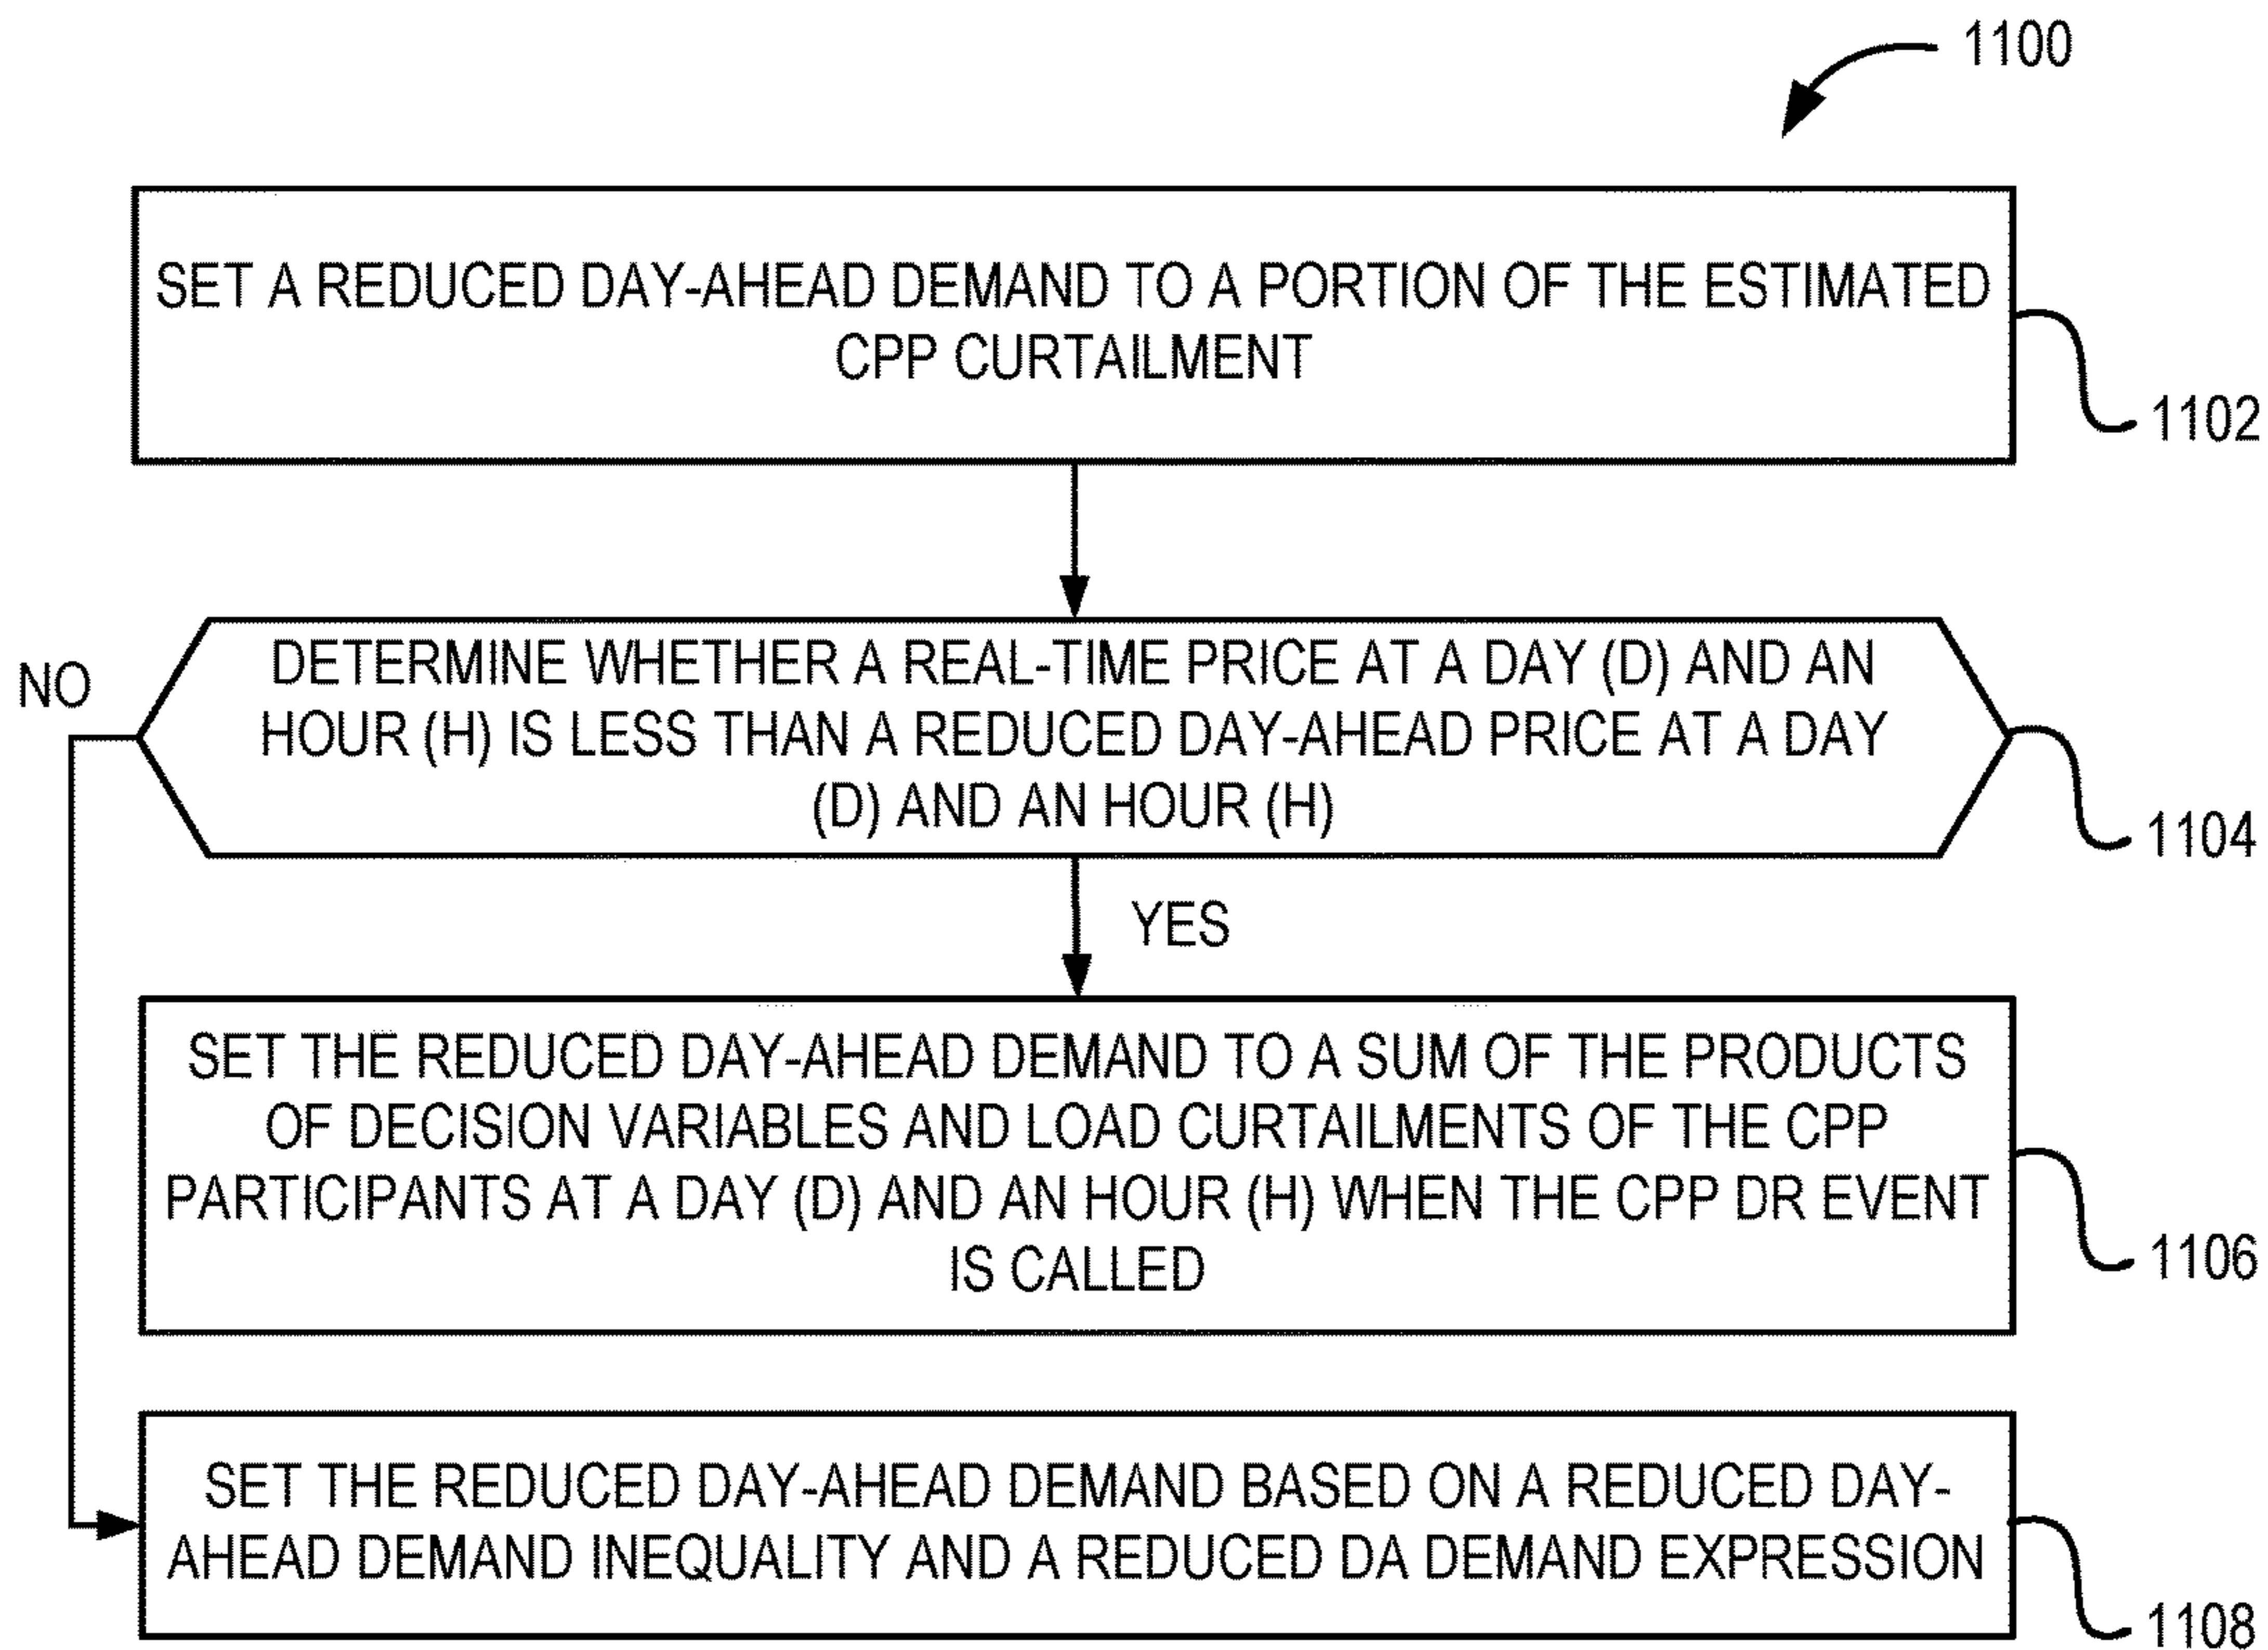 1100
SET A REDUCED DAY-AHEAD DEMAND TO A PORTION OF THE ESTIMATED
CPP CURTAILMENT
1102
DETERMINE WHETHER A REAL-TIME PRICE AT A DAY (D) AND AN
HOUR (H) IS LESS THAN A REDUCED DAY-AHEAD PRICE AT A DAY
(D) AND AN HOUR (H)
NO
1104
YES
SET THE REDUCED DAY-AHEAD DEMAND TO A SUM OF THE PRODUCTS
OF DECISION VARIABLES AND LOAD CURTAILMENTS OF THE CPP
PARTICIPANTS AT A DAY (D) AND AN HOUR (H) WHEN THE CPP DR EVENT
IS CALLED
1106
SET THE REDUCED DAY-AHEAD DEMAND BASED ON A REDUCED DAY-
AHEAD DEMAND INEQUALITY AND A REDUCED DA DEMAND EXPRESSION
1108